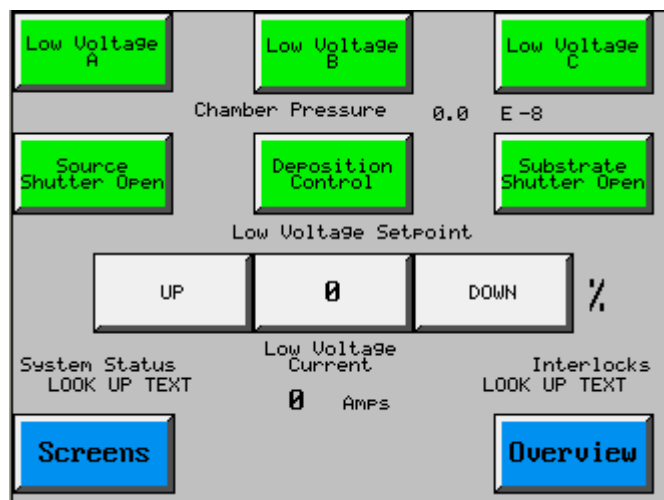 Low Voltage
A
Low Voltage
B
Low Voltage
C
Chamber Pressure 0.0 E-8
Source
Shutter Open
Deposition
Control
Substrate
Shutter Open
Low Voltage Setpoint
UP 0 DOWN %
System Status
LOOK UP TEXT
Low Voltage
Current
0 Amps
Interlocks
LOOK UP TEXT
Screens
Overview